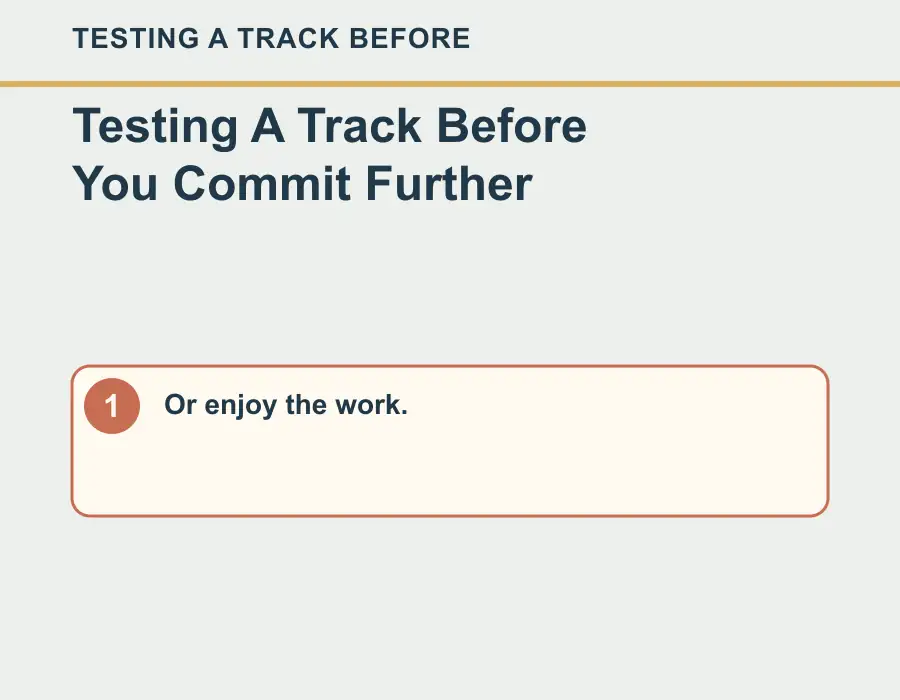 TESTING A TRACK BEFORE
Testing A Track Before
You Commit Further
1
Or enjoy the work.